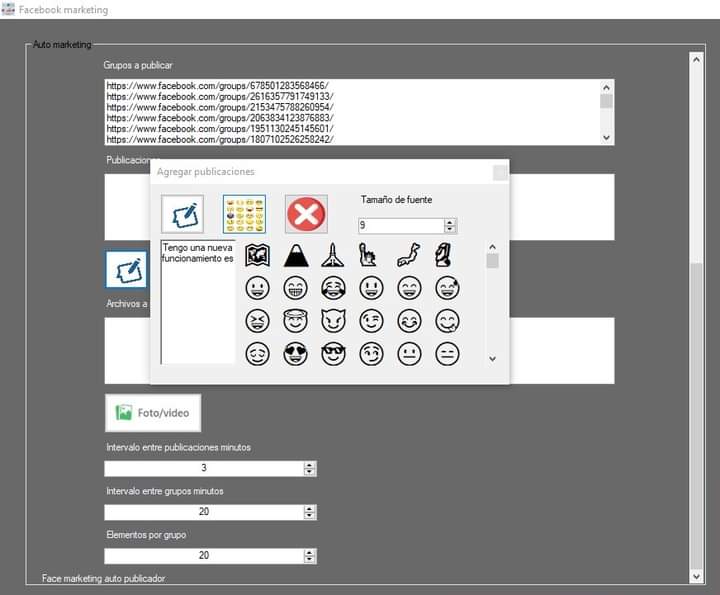 Facebook marketing
Auto marketing
Grupos a publicar
https://www.facebook.com/groups/678501283568466/
https://www.facebook.com/groups/2616357791749133/
https://www.facebook.com/groups/2153475788260954/
https://www.facebook.com/groups/2063834123876883/
https://www.facebook.com/groups/1951130245145601/
https://www.facebook.com/groups/1807102526258242/
Publicaciones
Agregar publicaciones
Tamaño de fuente
9
Tengo una nueva
funcionamiento es
Archivos a
Foto/video
Intervalo entre publicaciones minutos
3
Intervalo entre grupos minutos
20
Elementos por grupo
20
Face marketing auto publicador